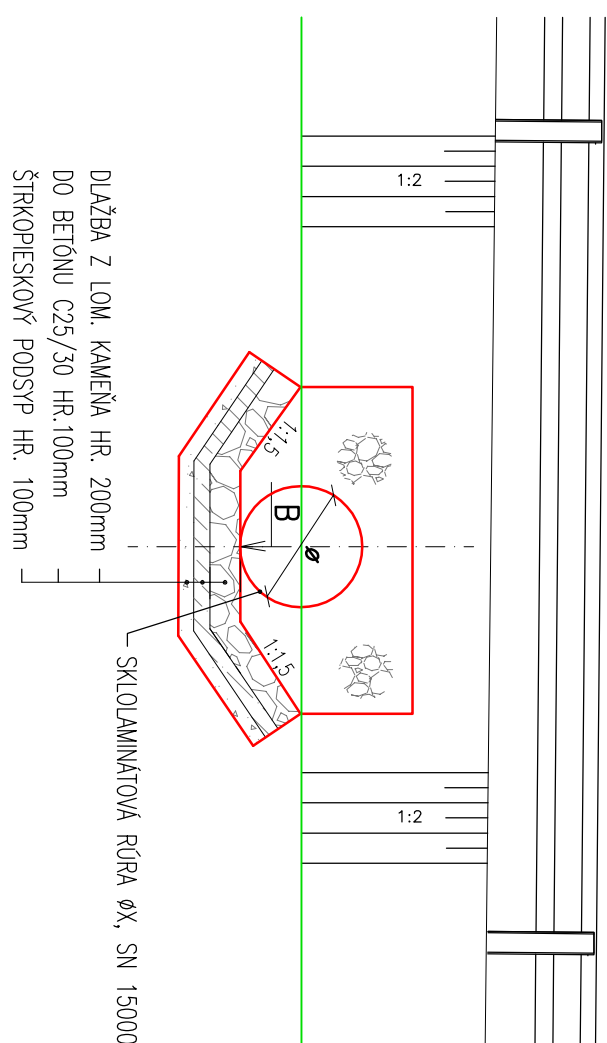 1:2
1:1,5
B
ø
1:1,5
1:2
DLAŽBA Z LOM. KAMEŇA HR. 200mm
DO BETÓNU C25/30 HR.100mm
ŠTRKOPIESKOVÝ PODSYP HR. 100mm
SKLOLAMINÁTOVÁ RÚRA øX, SN 15000